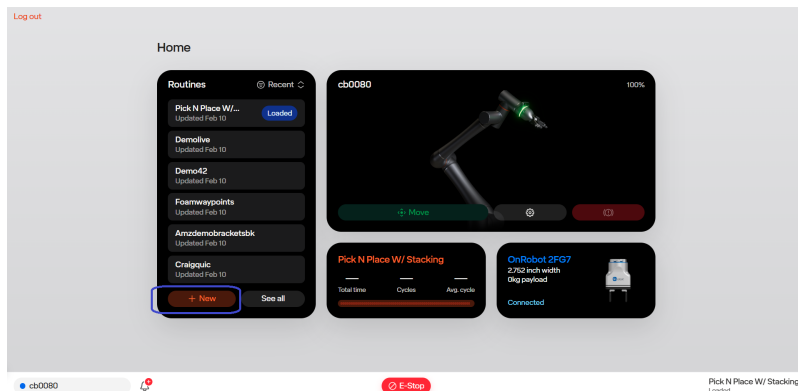 Log out
Home
Routines
Recent
Pick N Place W/...
Updated Feb 10
Loaded
Demolive
Updated Feb 10
Demo42
Updated Feb 10
Foamwaypoints
Updated Feb 10
Amzdemobracketsbk
Updated Feb 10
Craigquic
Updated Feb 10
+ New
See all
cb0080
100%
Move
Pick N Place W/ Stacking
— — —
Total time Cycles Avg. cycle
OnRobot 2FG7
2.752 inch width
0kg payload
Connected
cb0080
E-Stop
Pick N Place W/ Stacking
Loaded